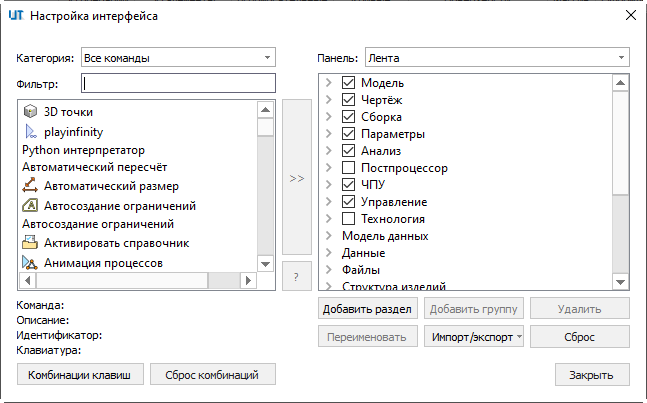 UT Настройка интерфейса
Категория: Все команды
Панель: Лента
Фильтр:
3D точки
playinfinity
Python интерпретатор
Автоматический пересчёт
Автоматический размер
Автосоздание ограничений
Автосоздание ограничений
Активировать справочник
Анимация процессов
>>
?
Модель
Чертёж
Сборка
Параметры
Анализ
Постпроцессор
ЧПУ
Управление
Технология
Модель данных
Данные
Файлы
Структура изделий
Команда:
Описание:
Идентификатор:
Клавиатура:
Добавить раздел
Добавить группу
Удалить
Переименовать
Импорт/экспорт
Сброс
Комбинации клавиш
Сброс комбинаций
Закрыть